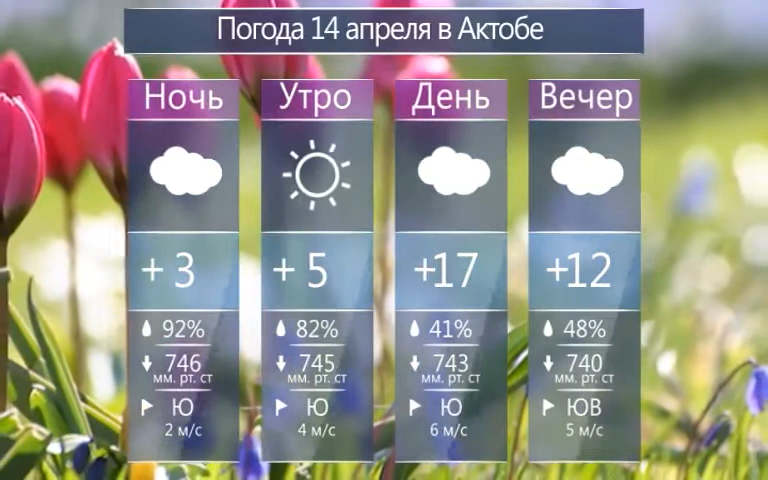 Погода 14 апреля в Актобе
Ночь Утро День Вечер
+ 3 + 5 +17 +12
92% 82% 41% 48%
746 745 743 740
мм. рт. ст мм. рт. ст мм. рт. ст мм. рт. ст
Ю Ю Ю ЮВ
2 м/с 4 м/с 6 м/с 5 м/с